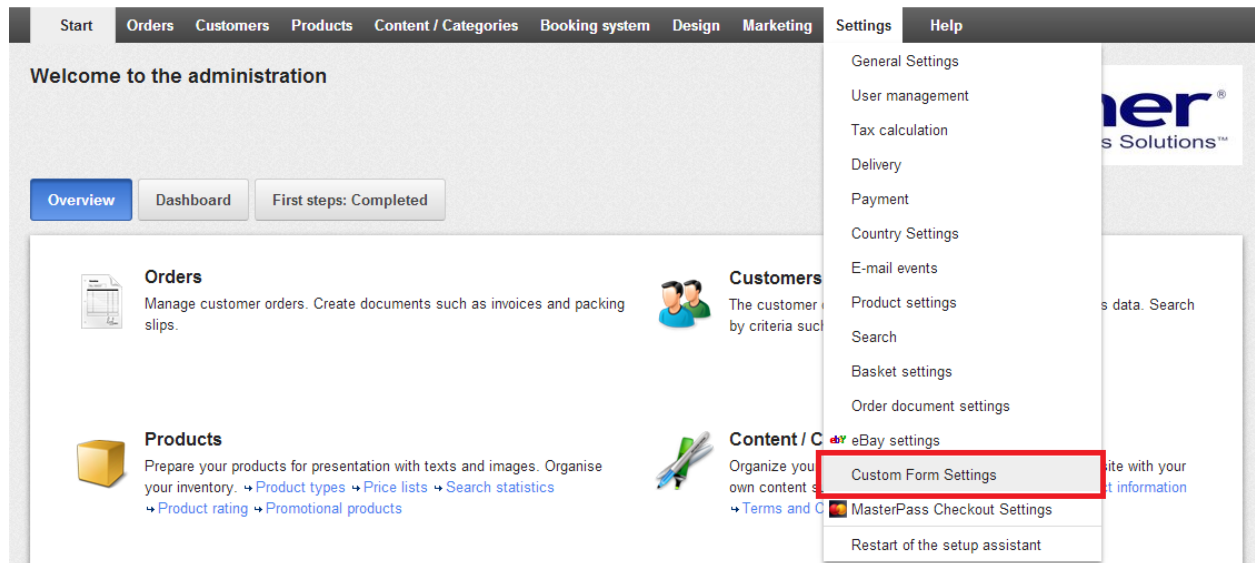 Start Orders Customers Products Content / Categories Booking system Design Marketing Settings Help
Welcome to the administration
General Settings
User management
Tax calculation
Delivery
Payment
Country Settings
E-mail events
Product settings
Search
Basket settings
Order document settings
ebY eBay settings
Custom Form Settings
MasterPass Checkout Settings
Restart of the setup assistant
ner®
s Solutions™
Overview Dashboard First steps: Completed
Orders
Manage customer orders. Create documents such as invoices and packing
slips.
Customers
The customer s data. Search
by criteria such
Products
Prepare your products for presentation with texts and images. Organise
your inventory. ↪ Product types ↪ Price lists ↪ Search statistics
↪ Product rating ↪ Promotional products
Content / C
Organize you site with your
own content s ct information
↪ Terms and C